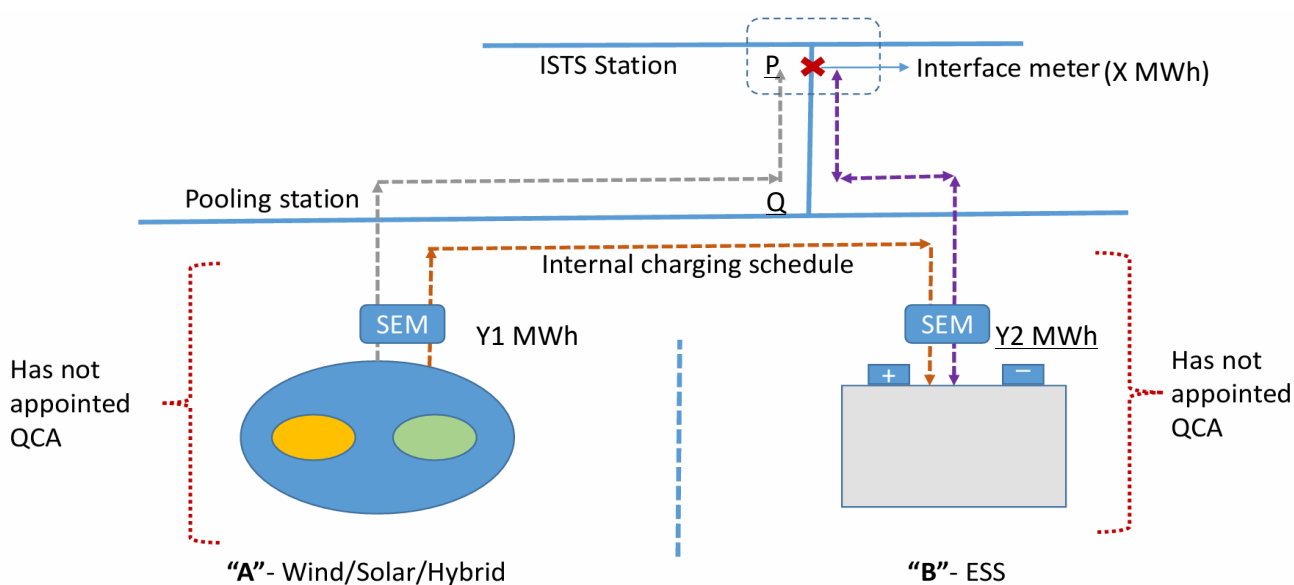 ISTS Station
P
Interface meter (X MWh)
Pooling station
Q
Internal charging schedule
SEM
Y1 MWh
SEM
Y2 MWh
+
−
Has not
appointed
QCA
Has not
appointed
QCA
“A”- Wind/Solar/Hybrid
“B”- ESS